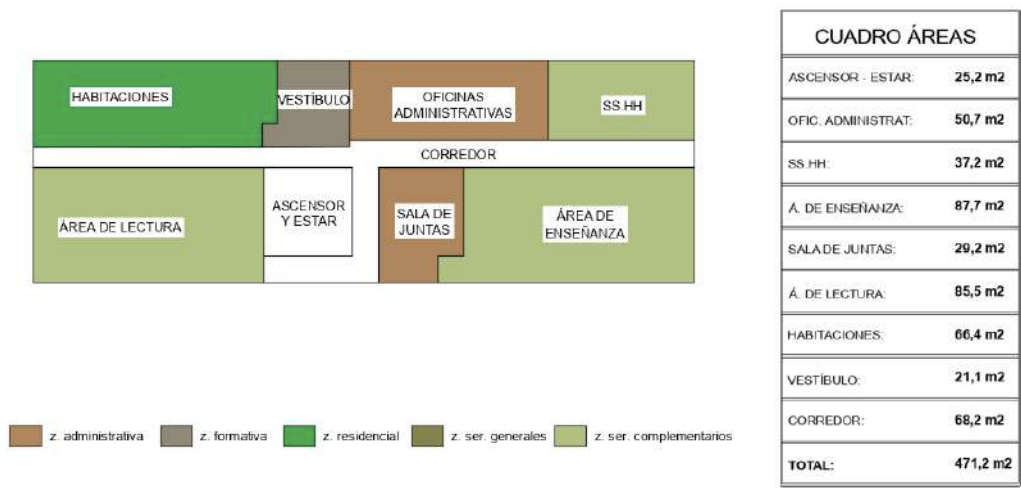 HABITACIONES
VESTÍBULO
OFICINAS
ADMINISTRATIVAS
SS.HH
CORREDOR
ÁREA DE LECTURA
ASCENSOR
Y ESTAR
SALA DE
JUNTAS
ÁREA DE
ENSEÑANZA
z. administrativa
z. formativa
z. residencial
z. ser. generales
z. ser. complementarios
CUADRO ÁREAS
ASCENSOR - ESTAR: 25,2 m2
OFIC. ADMINISTRAT: 50,7 m2
SS.HH: 37,2 m2
Á. DE ENSEÑANZA: 87,7 m2
SALA DE JUNTAS: 29,2 m2
Á. DE LECTURA: 85,5 m2
HABITACIONES: 66,4 m2
VESTÍBULO: 21,1 m2
CORREDOR: 68,2 m2
TOTAL: 471,2 m2